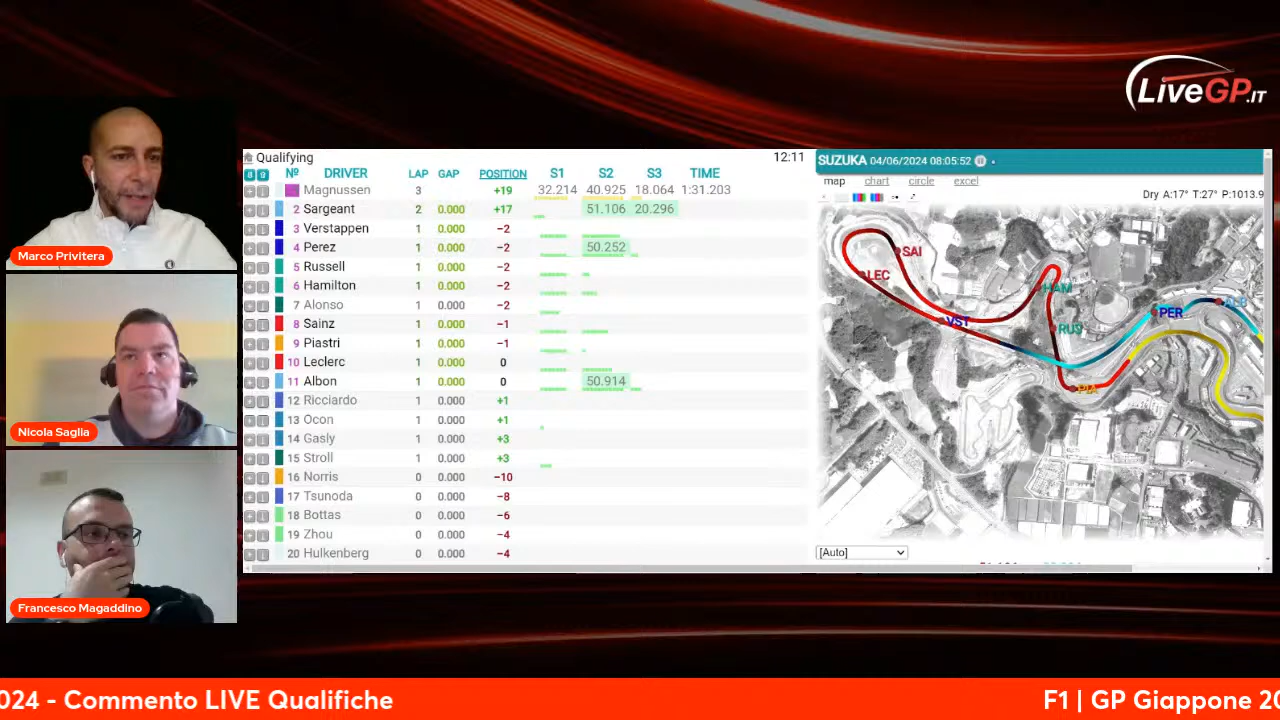 LiveGP.IT
Marco Privitera
Nicola Saglia
Francesco Magaddino
Qualifying 12:11
Nº DRIVER LAP GAP POSITION S1 S2 S3 TIME
Magnussen 3 +19 32.214 40.925 18.064 1:31.203
2 Sargeant 2 0.000 +17 51.106 20.296
3 Verstappen 1 0.000 −2
4 Perez 1 0.000 −2 50.252
5 Russell 1 0.000 −2
6 Hamilton 1 0.000 −2
7 Alonso 1 0.000 −2
8 Sainz 1 0.000 −1
9 Piastri 1 0.000 −1
10 Leclerc 1 0.000 0
11 Albon 1 0.000 0 50.914
12 Ricciardo 1 0.000 +1
13 Ocon 1 0.000 +1
14 Gasly 1 0.000 +3
15 Stroll 1 0.000 +3
16 Norris 0 0.000 −10
17 Tsunoda 0 0.000 −8
18 Bottas 0 0.000 −6
19 Zhou 0 0.000 −4
20 Hulkenberg 0 0.000 −4
SUZUKA 04/06/2024 08:05:52
map chart circle excel
Dry A:17° T:27° P:1013.9
SAI
LEC
HAM
VST
RUS
PER
ALB
PIA
[Auto]
024 - Commento LIVE Qualifiche
F1 | GP Giappone 20